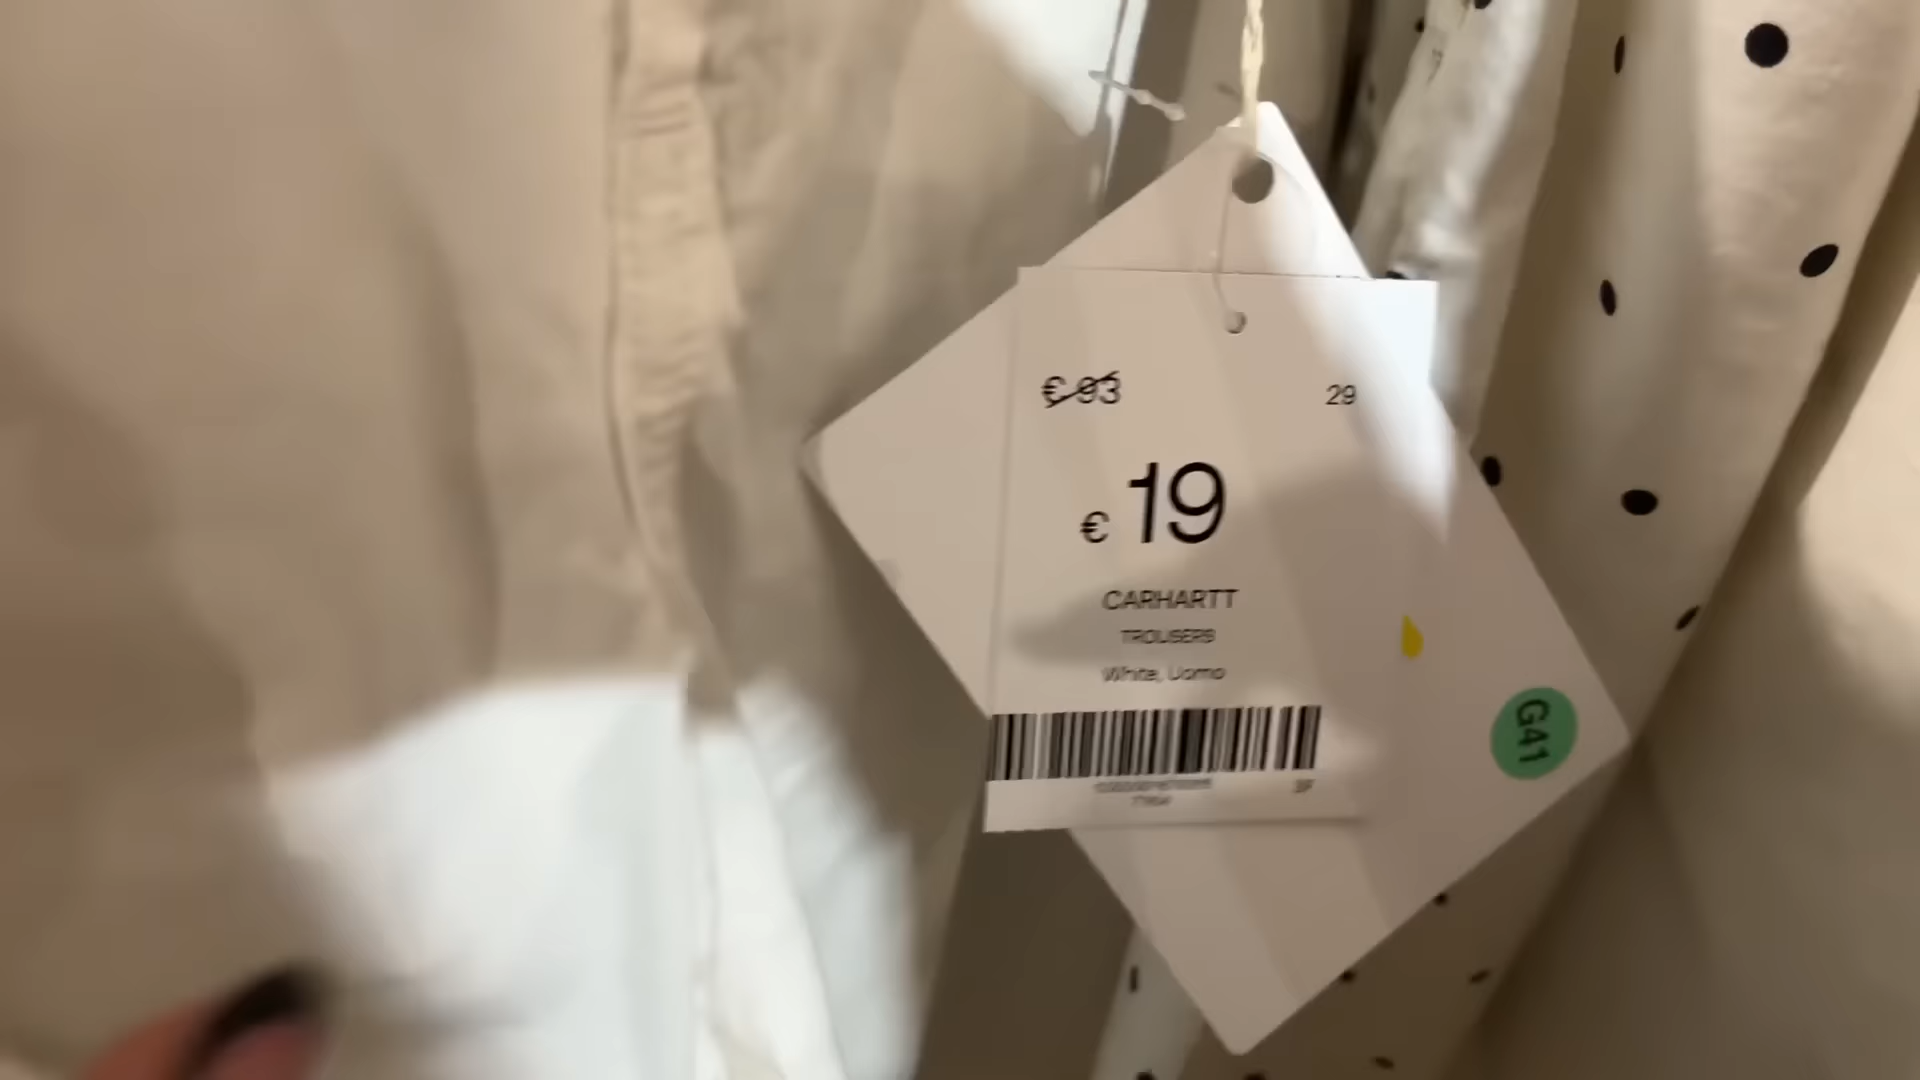 € 93
29
€ 19
CARHARTT
TROUSERS
White, Uomo
G41